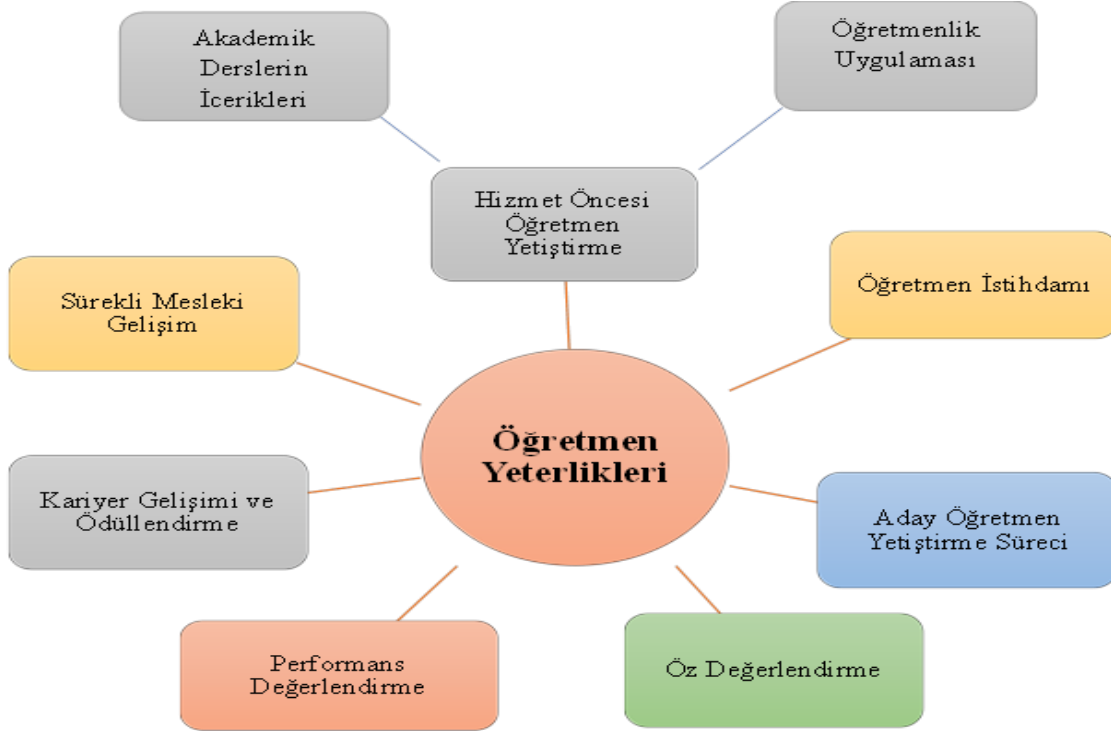 Akademik
Derslerin
İcerikleri
Öğretmenlik
Uygulaması
Hizmet Öncesi
Öğretmen
Yetiştirme
Sürekli Mesleki
Gelişim
Öğretmen İstihdamı
Öğretmen
Yeterlikleri
Kariyer Gelişimi ve
Ödüllendirme
Aday Öğretmen
Yetiştirme Süreci
Performans
Değerlendirme
Öz Değerlendirme